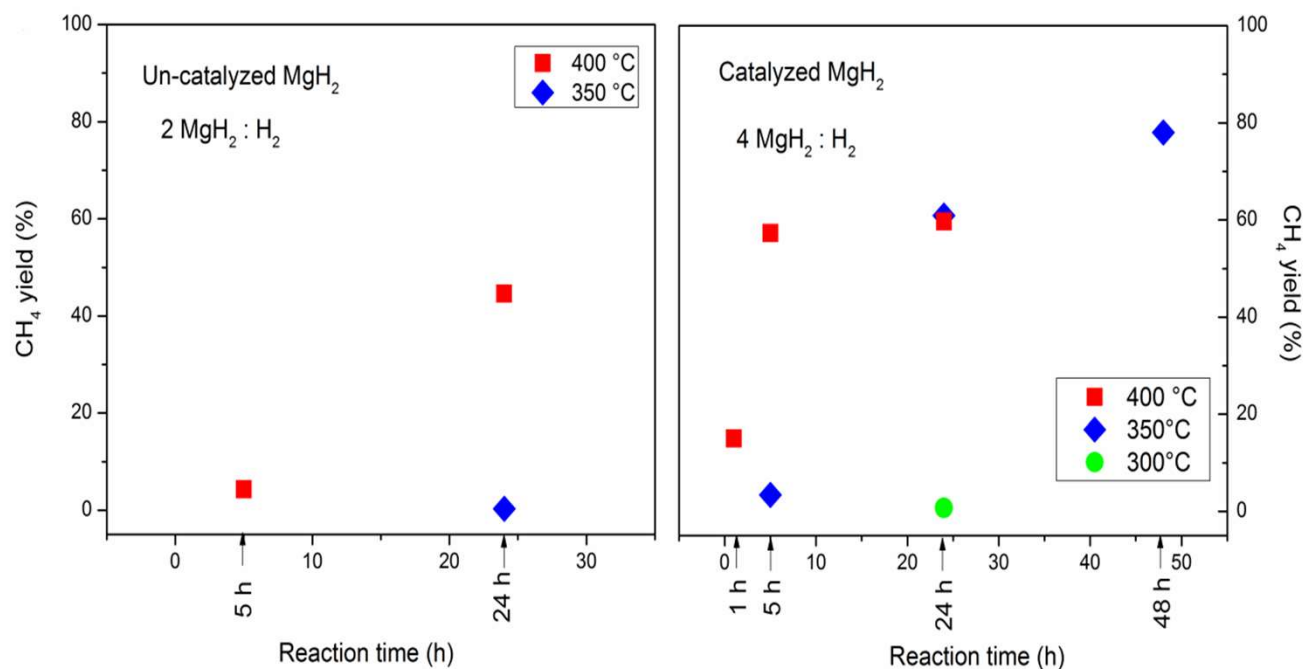 100
80
60
40
20
0
CH₄ yield (%)
Un-catalyzed MgH₂
2 MgH₂ : H₂
400 °C
350 °C
0
10
20
30
5 h
24 h
Reaction time (h)
Catalyzed MgH₂
4 MgH₂ : H₂
400 °C
350°C
300°C
0
10
20
30
40
50
1 h
5 h
24 h
48 h
Reaction time (h)
100
80
60
40
20
0
CH₄ yield (%)